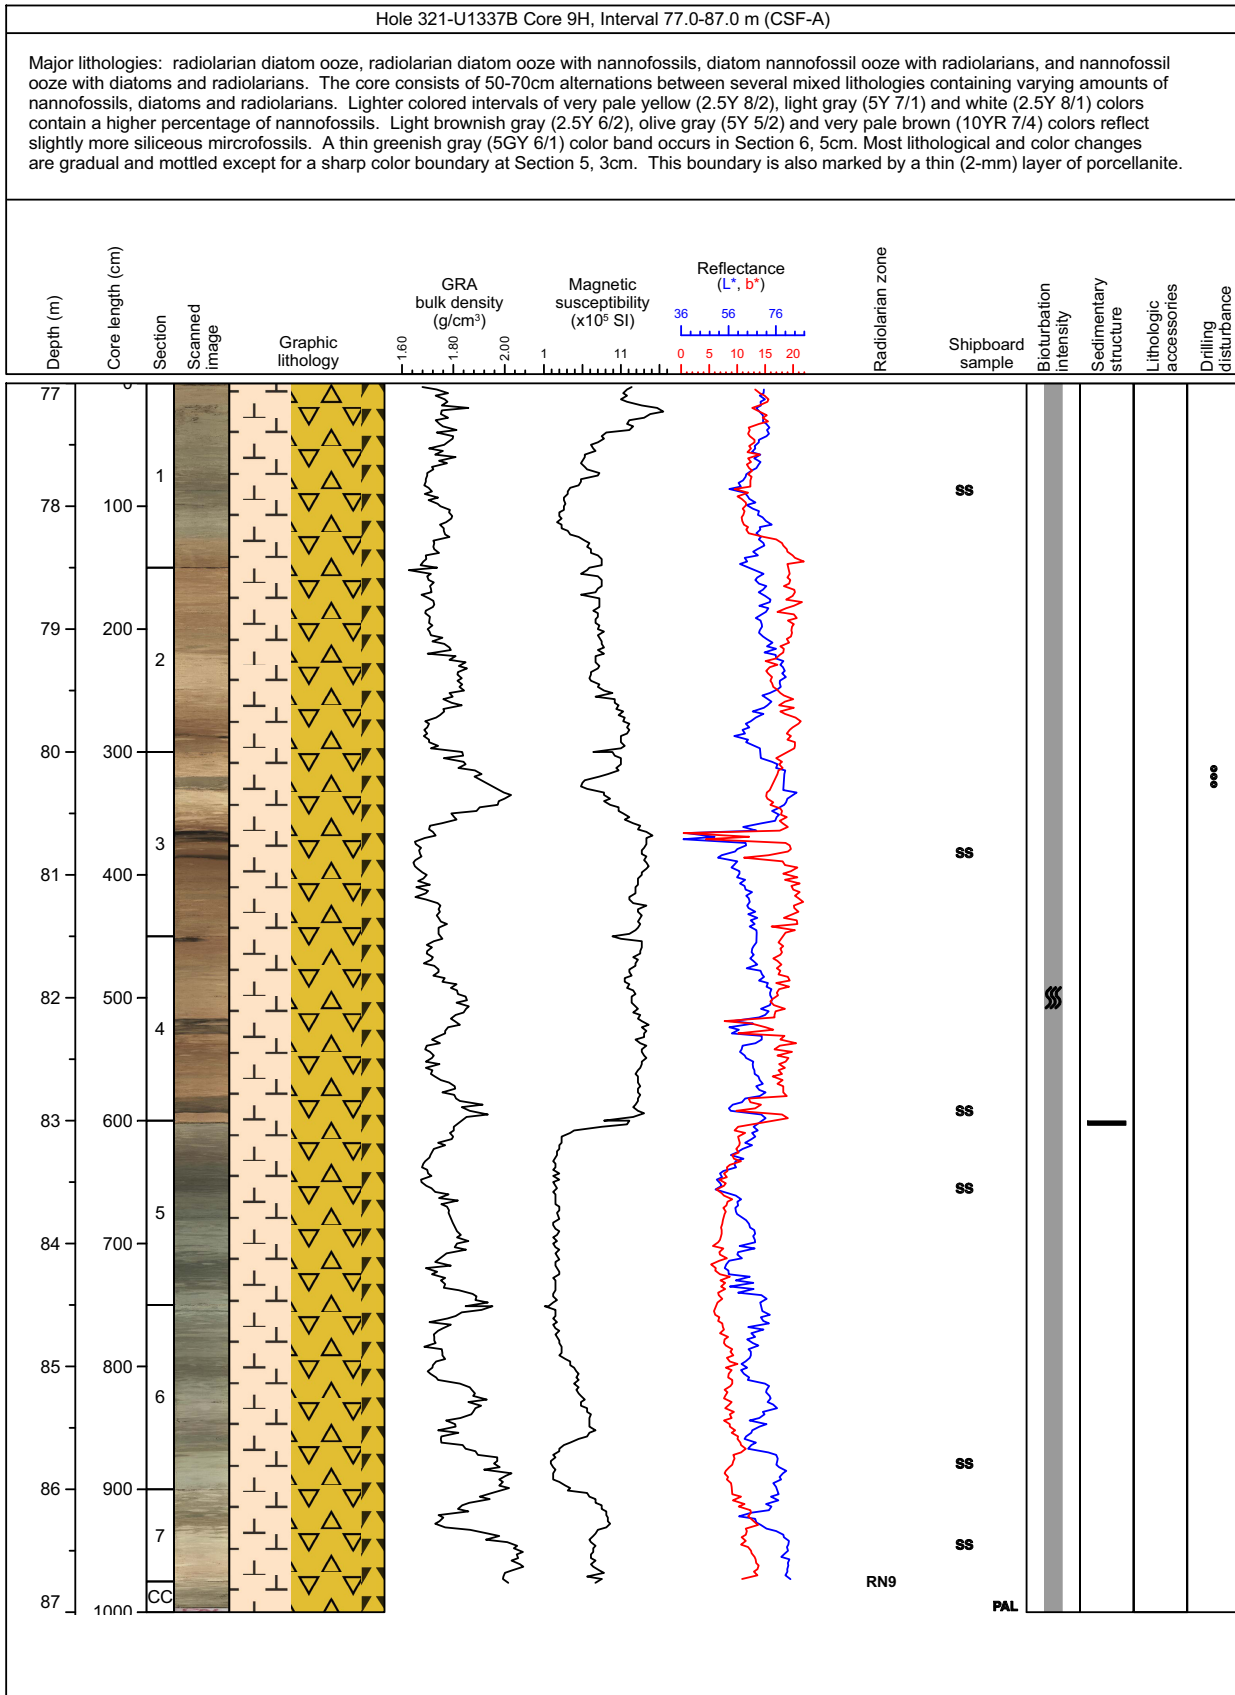 Hole 321-U1337B Core 9H, Interval 77.0-87.0 m (CSF-A)
Major lithologies: radiolarian diatom ooze, radiolarian diatom ooze with nannofossils, diatom nannofossil ooze with radiolarians, and nannofossil
ooze with diatoms and radiolarians. The core consists of 50-70cm alternations between several mixed lithologies containing varying amounts of
nannofossils, diatoms and radiolarians. Lighter colored intervals of very pale yellow (2.5Y 8/2), light gray (5Y 7/1) and white (2.5Y 8/1) colors
contain a higher percentage of nannofossils. Light brownish gray (2.5Y 6/2), olive gray (5Y 5/2) and very pale brown (10YR 7/4) colors reflect
slightly more siliceous mircrofossils. A thin greenish gray (5GY 6/1) color band occurs in Section 6, 5cm. Most lithological and color changes
are gradual and mottled except for a sharp color boundary at Section 5, 3cm. This boundary is also marked by a thin (2-mm) layer of porcellanite.
Depth (m)
Core length (cm)
Section
Scanned
image
Graphic
lithology
GRA
bulk density
(g/cm³)
1.60
1.80
2.00
Magnetic
susceptibility
(x10⁵ SI)
1
11
Reflectance
(L*, b*)
36 56 76
0 5 10 15 20
Radiolarian zone
Shipboard
sample
Bioturbation
intensity
Sedimentary
structure
Lithologic
accessories
Drilling
disturbance
77
0
1
SS
78
100
79
200
2
80
300
3
SS
81
400
82
500
4
SS
83
600
SS
5
84
700
85
800
6
SS
86
900
7
SS
RN9
CC
PAL
87
1000